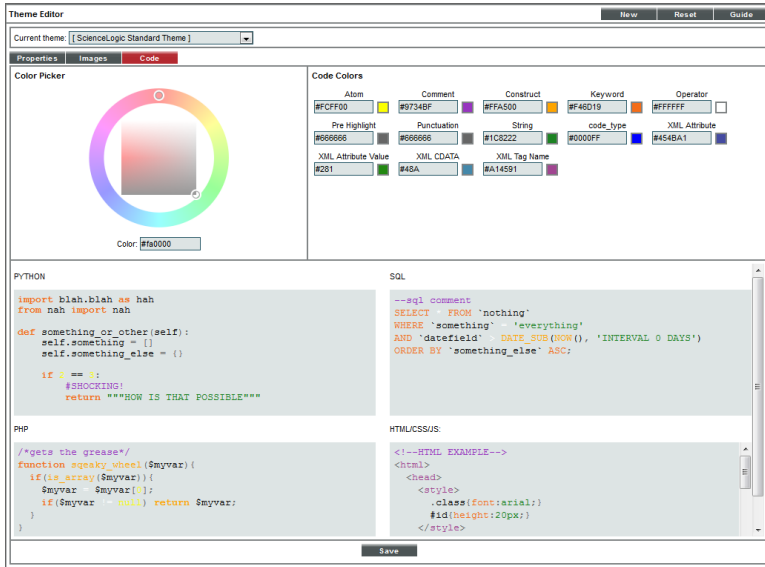 Theme Editor
New Reset Guide
Current theme: [ ScienceLogic Standard Theme ]
Properties Images Code
Color Picker
Color: #fa0000
Code Colors
Atom Comment Construct Keyword Operator
#FCFF00 #9734BF #FFA500 #F46D19 #FFFFFF
Pre Highlight Punctuation String code_type XML Attribute
#666666 #666666 #1C8222 #0000FF #454BA1
XML Attribute Value XML CDATA XML Tag Name
#281 #48A #A14591
PYTHON
import blah.blah as hah
from nah import nah
def something_or_other(self):
self.something = []
self.something_else = {}
if == :
#SHOCKING!
return """HOW IS THAT POSSIBLE"""
SQL
--sql comment
SELECT * FROM `nothing`
WHERE `something` = 'everything'
AND `datefield` > DATE_SUB(NOW(), 'INTERVAL 0 DAYS')
ORDER BY `something_else` ASC;
PHP
/*gets the grease*/
function sqeaky_wheel($myvar){
if(is_array($myvar)){
$myvar = $myvar[ ];
if($myvar ) return $myvar;
}
}
HTML/CSS/JS:
<!--HTML EXAMPLE-->
<html>
<head>
<style>
.class{font:arial;}
#id{height:20px;}
</style>
Save